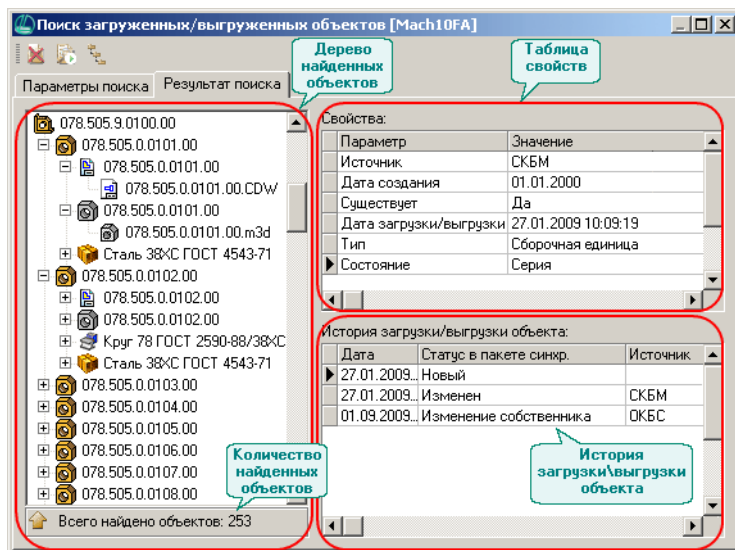 Поиск загруженных/выгруженных объектов [Mach10FA]
Дерево
найденных
объектов
Таблица
свойств
Параметры поиска
Результат поиска
078.505.9.0100.00
078.505.0.0101.00
078.505.0.0101.00
078.505.0.0101.00.CDW
078.505.0.0101.00
078.505.0.0101.00.m3d
Сталь 38ХС ГОСТ 4543-71
078.505.0.0102.00
078.505.0.0102.00
078.505.0.0102.00
Круг 78 ГОСТ 2590-88/38ХС
Сталь 38ХС ГОСТ 4543-71
078.505.0.0103.00
078.505.0.0104.00
078.505.0.0105.00
078.505.0.0106.00
078.505.0.0107.00
078.505.0.0108.00
Количество
найденных
объектов
Всего найдено объектов: 253
Свойства:
Параметр Значение
Источник СКБМ
Дата создания 01.01.2000
Существует Да
Дата загрузки/выгрузки 27.01.2009 10:09:19
Тип Сборочная единица
Состояние Серия
История загрузки/выгрузки объекта:
Дата Статус в пакете синхр. Источник
27.01.2009... Новый
27.01.2009... Изменен СКБМ
01.09.2009... Изменение собственника ОКБС
История
загрузки\выгрузки
объекта